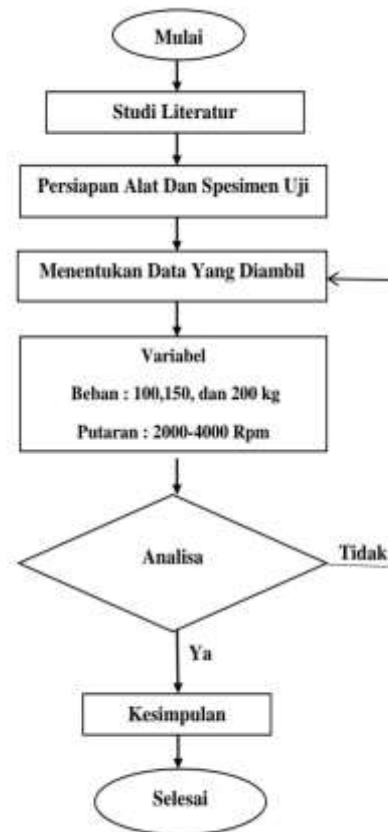 Mulai
Studi Literatur
Persiapan Alat Dan Spesimen Uji
Menentukan Data Yang Diambil
Variabel
Beban : 100,150, dan 200 kg
Putaran : 2000-4000 Rpm
Analisa
Tidak
Ya
Kesimpulan
Selesai